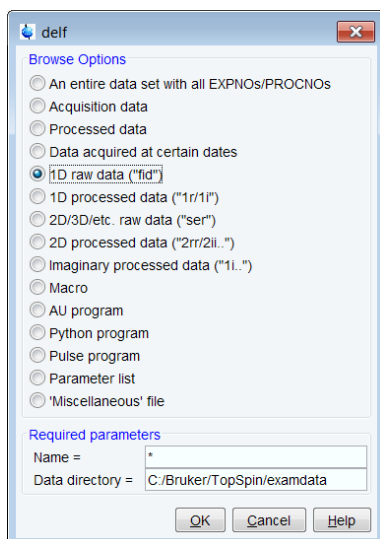 delf
Browse Options
An entire data set with all EXPNOs/PROCNOs
Acquisition data
Processed data
Data acquired at certain dates
1D raw data ("fid")
1D processed data ("1r/1i")
2D/3D/etc. raw data ("ser")
2D processed data ("2rr/2ii..")
Imaginary processed data ("1i..")
Macro
AU program
Python program
Pulse program
Parameter list
'Miscellaneous' file
Required parameters
Name = *
Data directory = C:/Bruker/TopSpin/examdata
OK Cancel Help